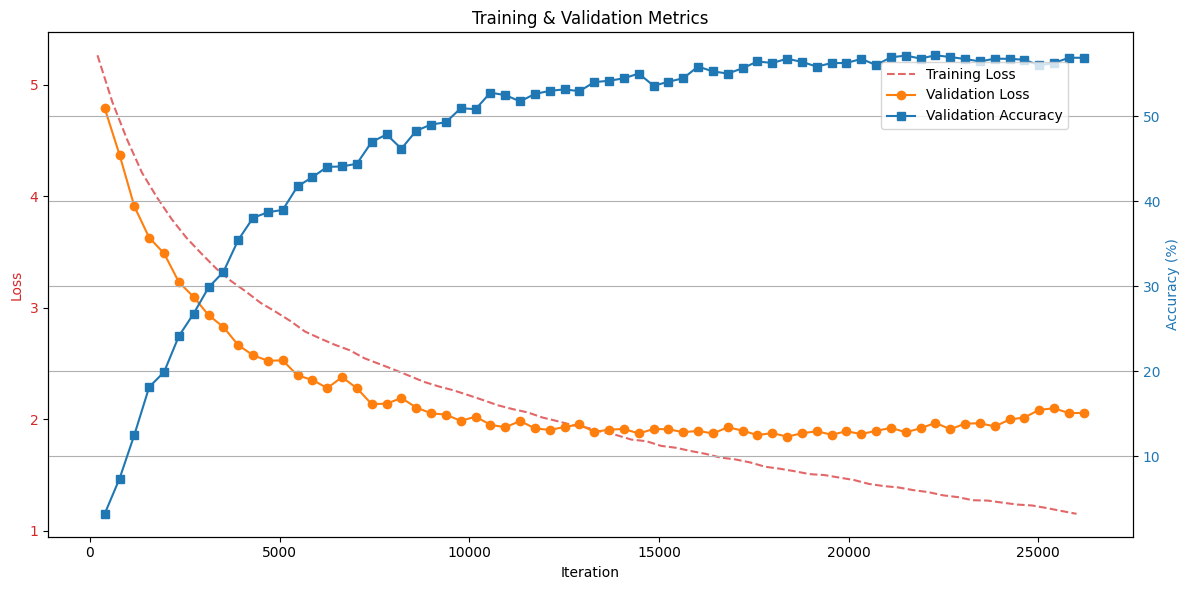 Training & Validation Metrics
Loss
5
4
3
2
1
Training Loss
Validation Loss
Validation Accuracy
50
40
30
20
10
Accuracy (%)
0 5000 10000 15000 20000 25000
Iteration